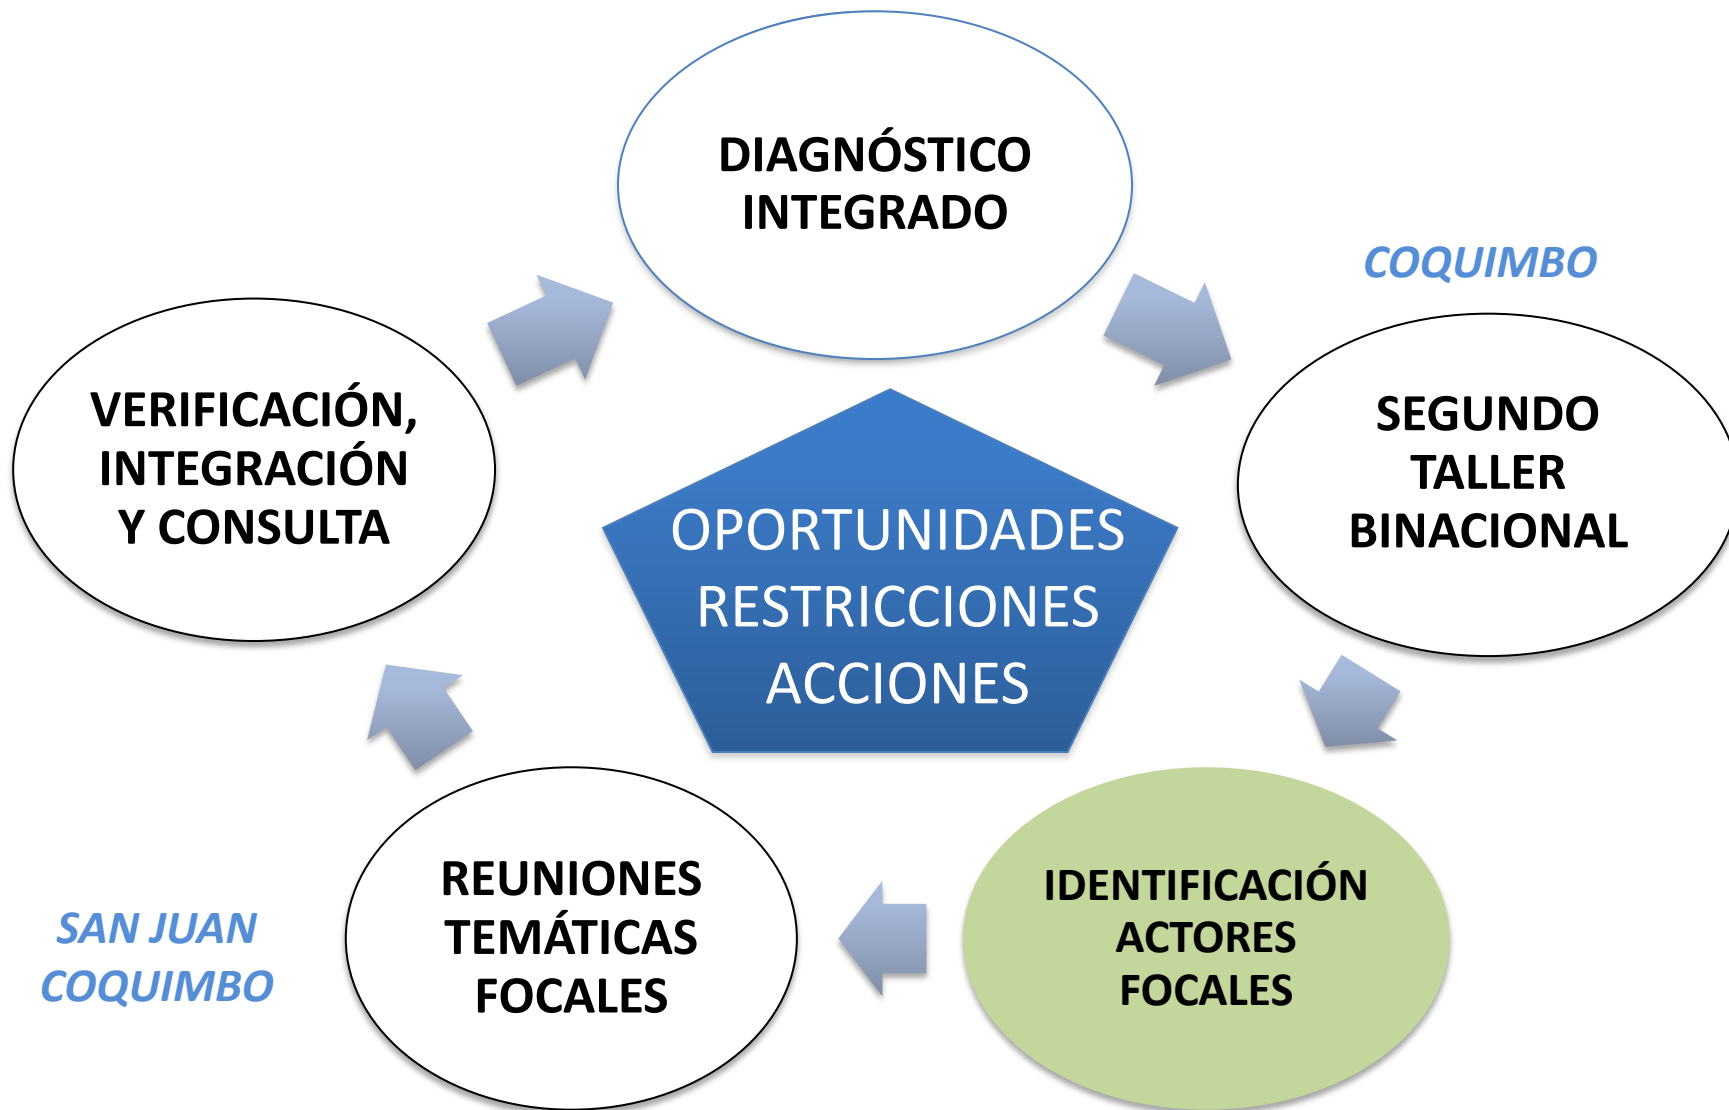 DIAGNÓSTICO
INTEGRADO
COQUIMBO
SEGUNDO
TALLER
BINACIONAL
VERIFICACIÓN,
INTEGRACIÓN
Y CONSULTA
OPORTUNIDADES
RESTRICCIONES
ACCIONES
IDENTIFICACIÓN
ACTORES
FOCALES
REUNIONES
TEMÁTICAS
FOCALES
SAN JUAN
COQUIMBO